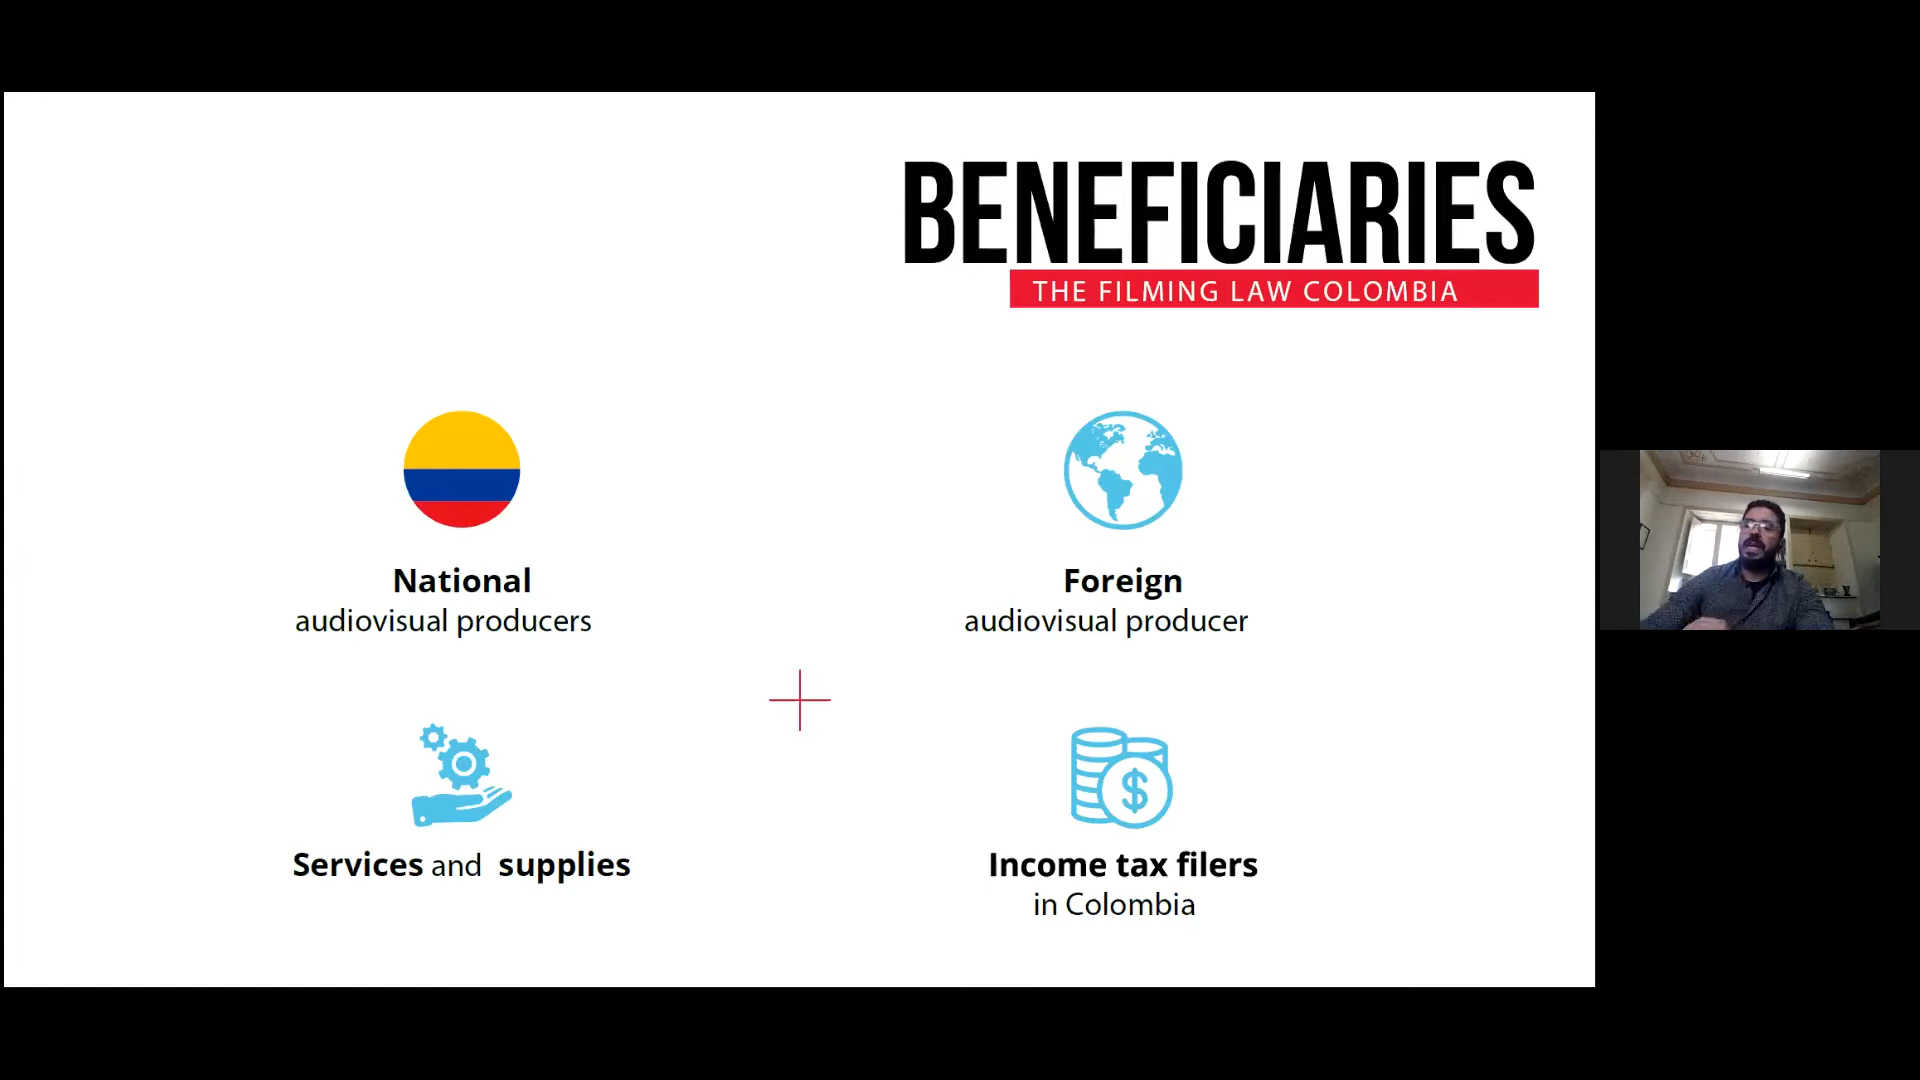 BENEFICIARIES
THE FILMING LAW COLOMBIA
National
audiovisual producers
Foreign
audiovisual producer
Services and supplies
$
Income tax filers
in Colombia